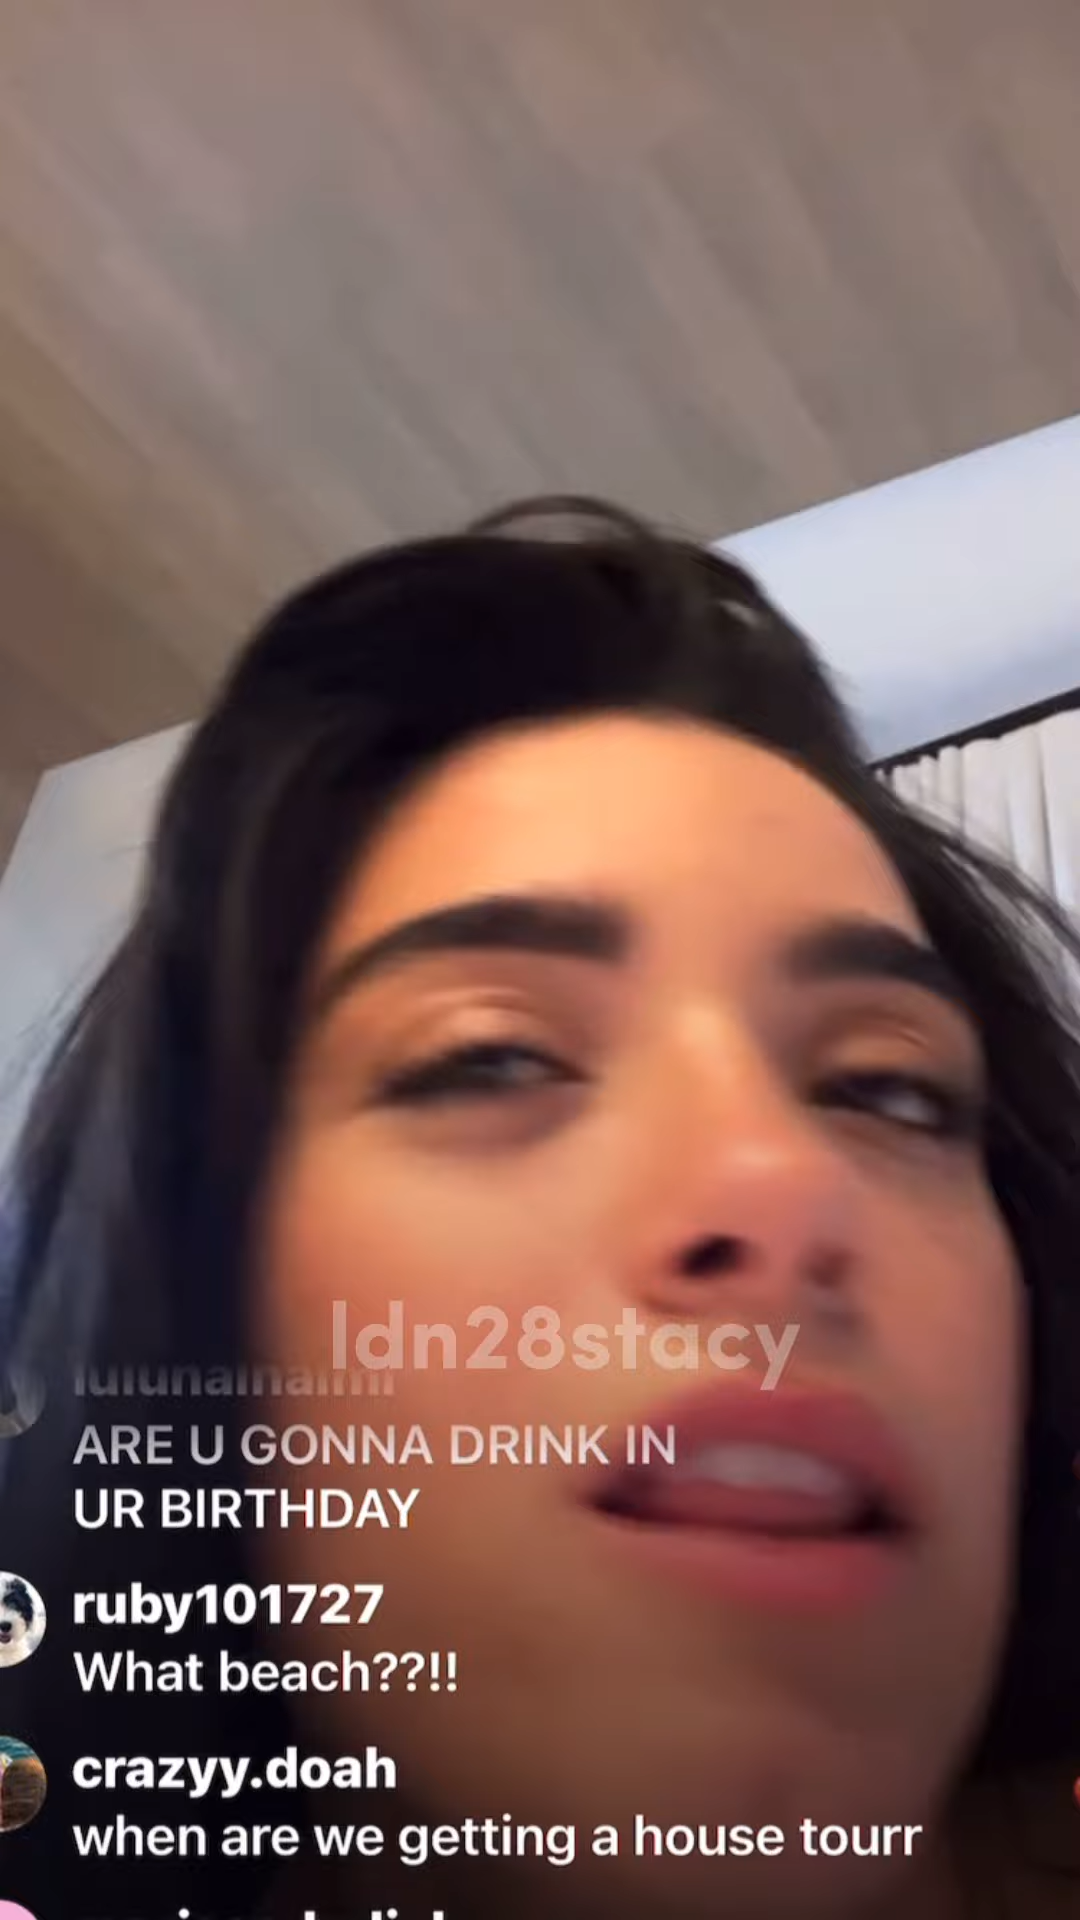 ldn28stacy
ARE U GONNA DRINK IN
UR BIRTHDAY
ruby101727
What beach??!!
crazyy.doah
when are we getting a house tourr